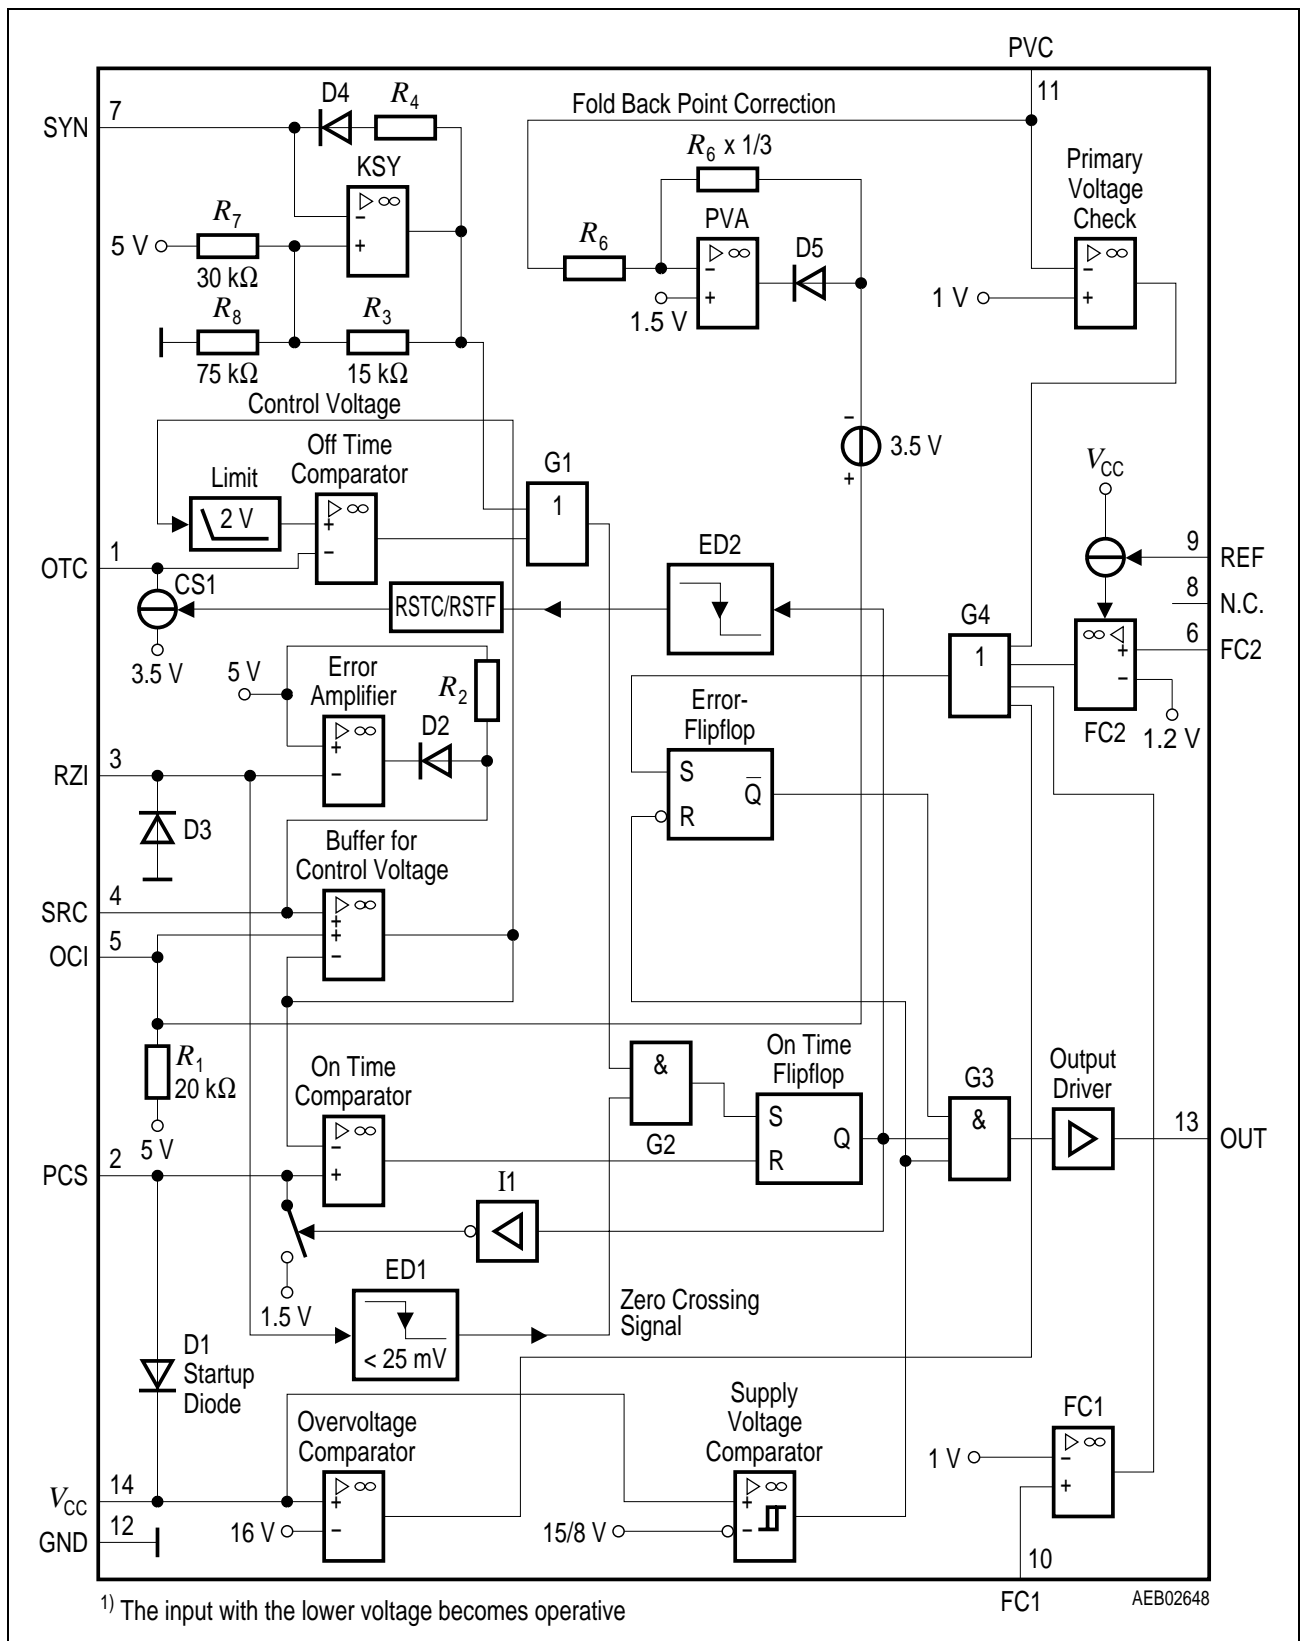 PVC
11
SYN
7
D4
R4
Fold Back Point Correction
R6 x 1/3
Primary
Voltage
Check
KSY
▷ ∞
−
+
R7
5 V
30 kΩ
R8
75 kΩ
R3
15 kΩ
PVA
▷ ∞
−
+
R6
1.5 V
D5
▷ ∞
−
+
1 V
Control Voltage
−
3.5 V
+
Off Time
Comparator
▷ ∞
+
−
Limit
2 V
G1
1
VCC
OTC
1
CS1
3.5 V
RSTC/RSTF
ED2
9
REF
8
N.C.
6
FC2
∞ ◁
+
−
FC2
1.2 V
G4
1
5 V
Error
Amplifier
▷ ∞
+
−
R2
D2
Error-
Flipflop
S
R
Q̅
RZI
3
D3
Buffer for
Control Voltage
▷ ∞
+
+
−
SRC
4
OCI
5
R1
20 kΩ
5 V
On Time
Comparator
▷ ∞
−
+
&
G2
On Time
Flipflop
S
R
Q
G3
&
Output
Driver
13
OUT
PCS
2
I1
1.5 V
ED1
< 25 mV
Zero Crossing
Signal
D1
Startup
Diode
Overvoltage
Comparator
▷ ∞
+
−
16 V
Supply
Voltage
Comparator
▷ ∞
+
−
15/8 V
FC1
▷ ∞
−
+
1 V
VCC
14
GND
12
10
FC1
1) The input with the lower voltage becomes operative
AEB02648